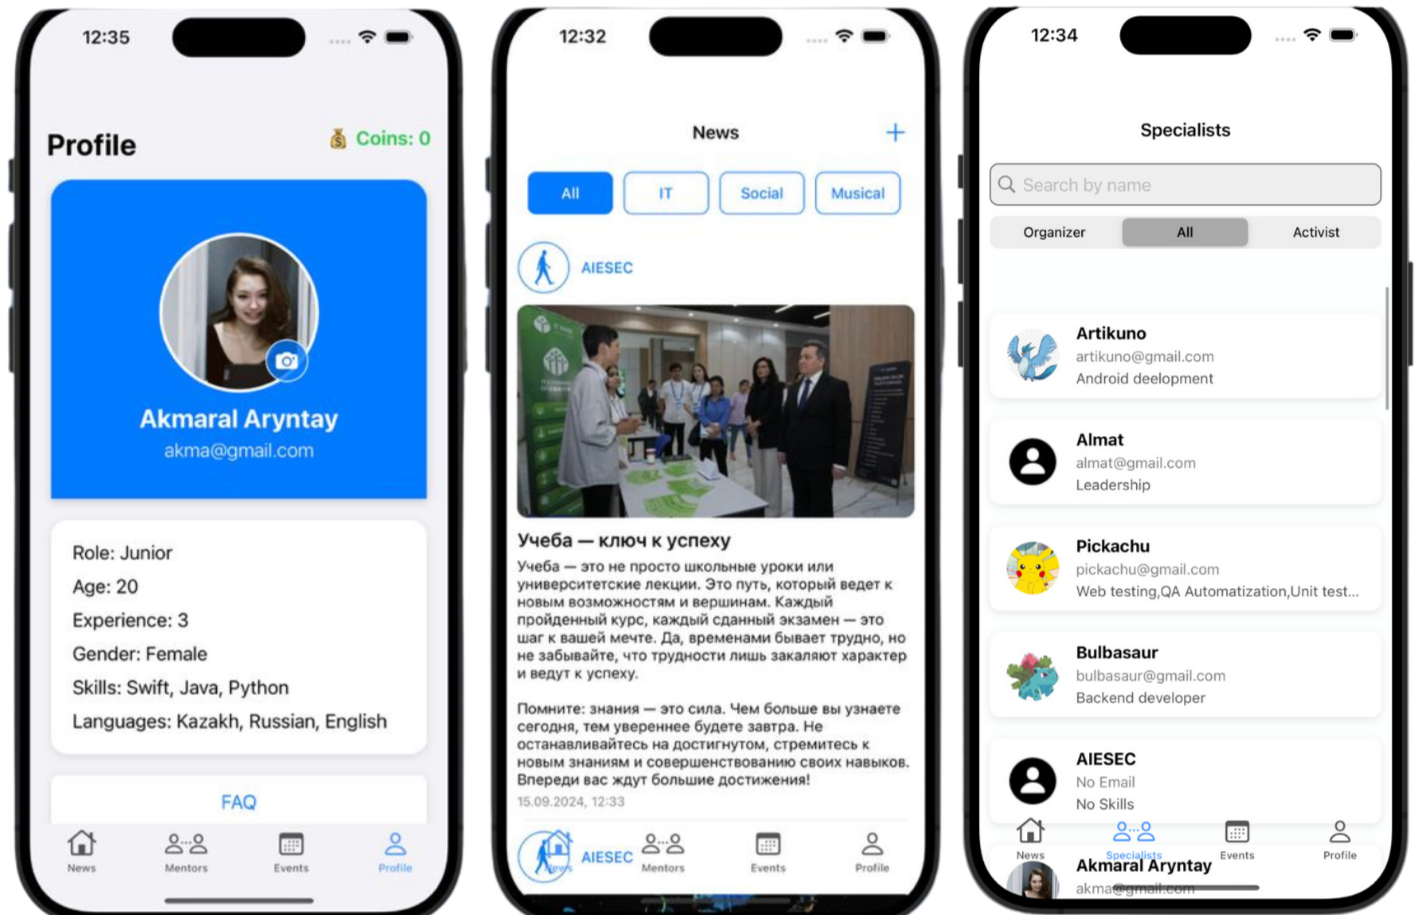 12:35
Profile
Coins: 0
Akmaral Aryntay
akma@gmail.com
Role: Junior
Age: 20
Experience: 3
Gender: Female
Skills: Swift, Java, Python
Languages: Kazakh, Russian, English
FAQ
News
Mentors
Events
Profile
12:32
News
All
IT
Social
Musical
AIESEC
Учеба — ключ к успеху
Учеба — это не просто школьные уроки или
университетские лекции. Это путь, который ведет к
новым возможностям и вершинам. Каждый
пройденный курс, каждый сданный экзамен — это
шаг к вашей мечте. Да, временами бывает трудно, но
не забывайте, что трудности лишь закаляют характер
и ведут к успеху.
Помните: знания — это сила. Чем больше вы узнаете
сегодня, тем увереннее будете завтра. Не
останавливайтесь на достигнутом, стремитесь к
новым знаниям и совершенствованию своих навыков.
Впереди вас ждут большие достижения!
15.09.2024, 12:33
AIESEC
News
Mentors
Events
Profile
12:34
Specialists
Search by name
Organizer
All
Activist
Artikuno
artikuno@gmail.com
Android deelopment
Almat
almat@gmail.com
Leadership
Pickachu
pickachu@gmail.com
Web testing,QA Automatization,Unit test...
Bulbasaur
bulbasaur@gmail.com
Backend developer
AIESEC
No Email
No Skills
News
Specialists
Events
Profile
Akmaral Aryntay
akma@gmail.com